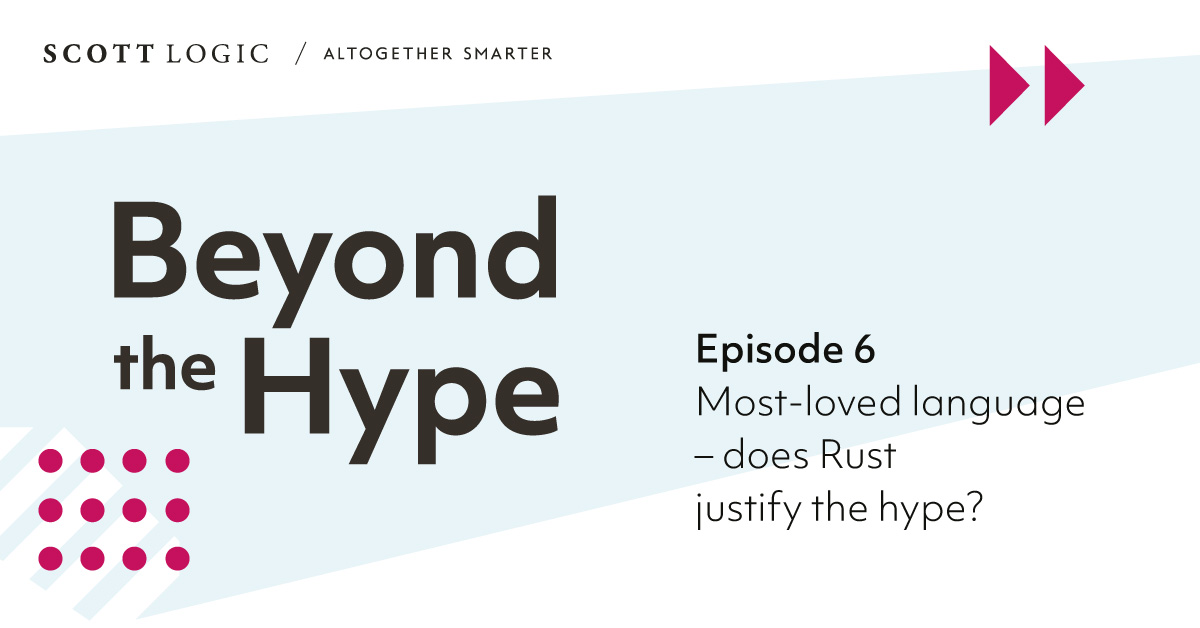 SCOTT LOGIC / ALTOGETHER SMARTER
Beyond
the Hype
Episode 6
Most-loved language
– does Rust
justify the hype?